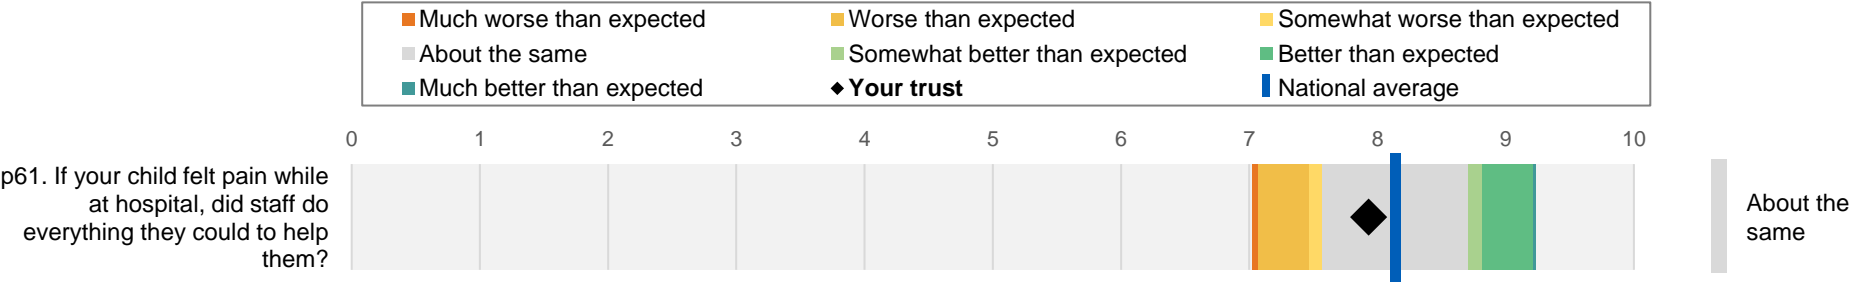 Much worse than expected
Worse than expected
Somewhat worse than expected
About the same
Somewhat better than expected
Better than expected
Much better than expected
Your trust
National average
0 1 2 3 4 5 6 7 8 9 10
p61. If your child felt pain while
at hospital, did staff do
everything they could to help
them?
About the
same